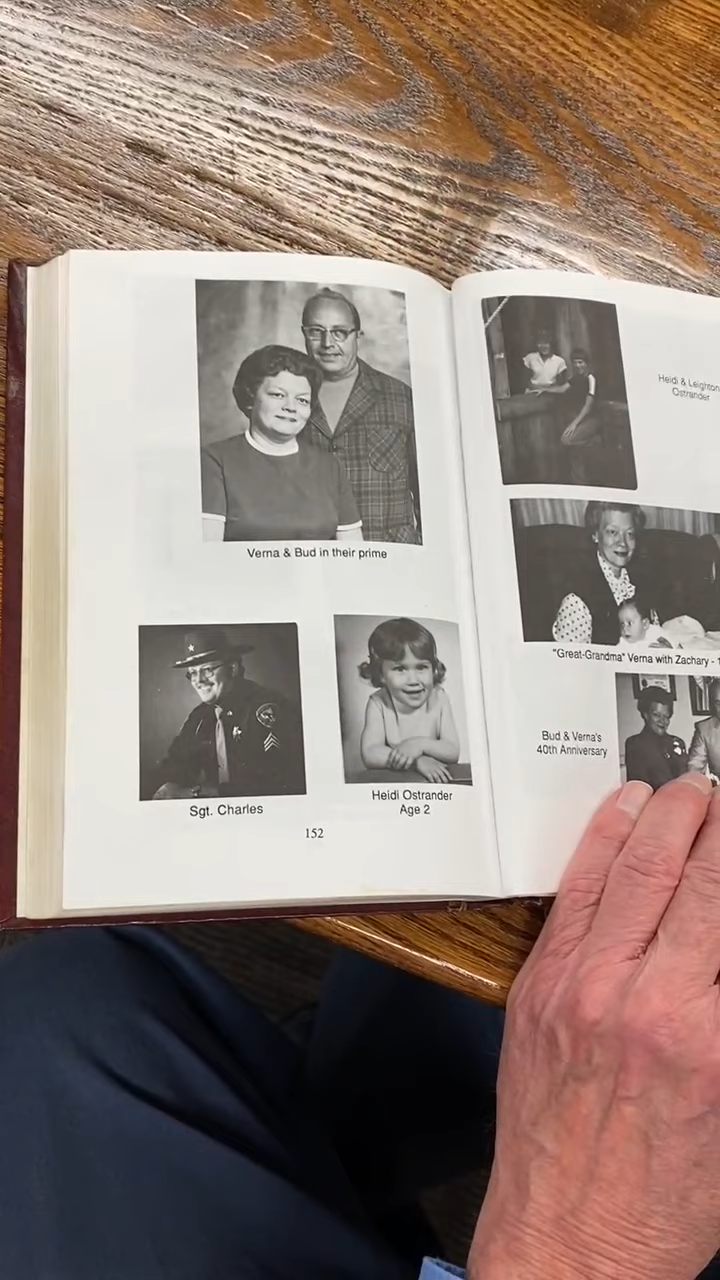 Verna & Bud in their prime
Sgt. Charles
Heidi Ostrander
Age 2
152
Heidi & Leighton
Ostrander
"Great-Grandma" Verna with Zachary -
Bud & Verna's
40th Anniversary